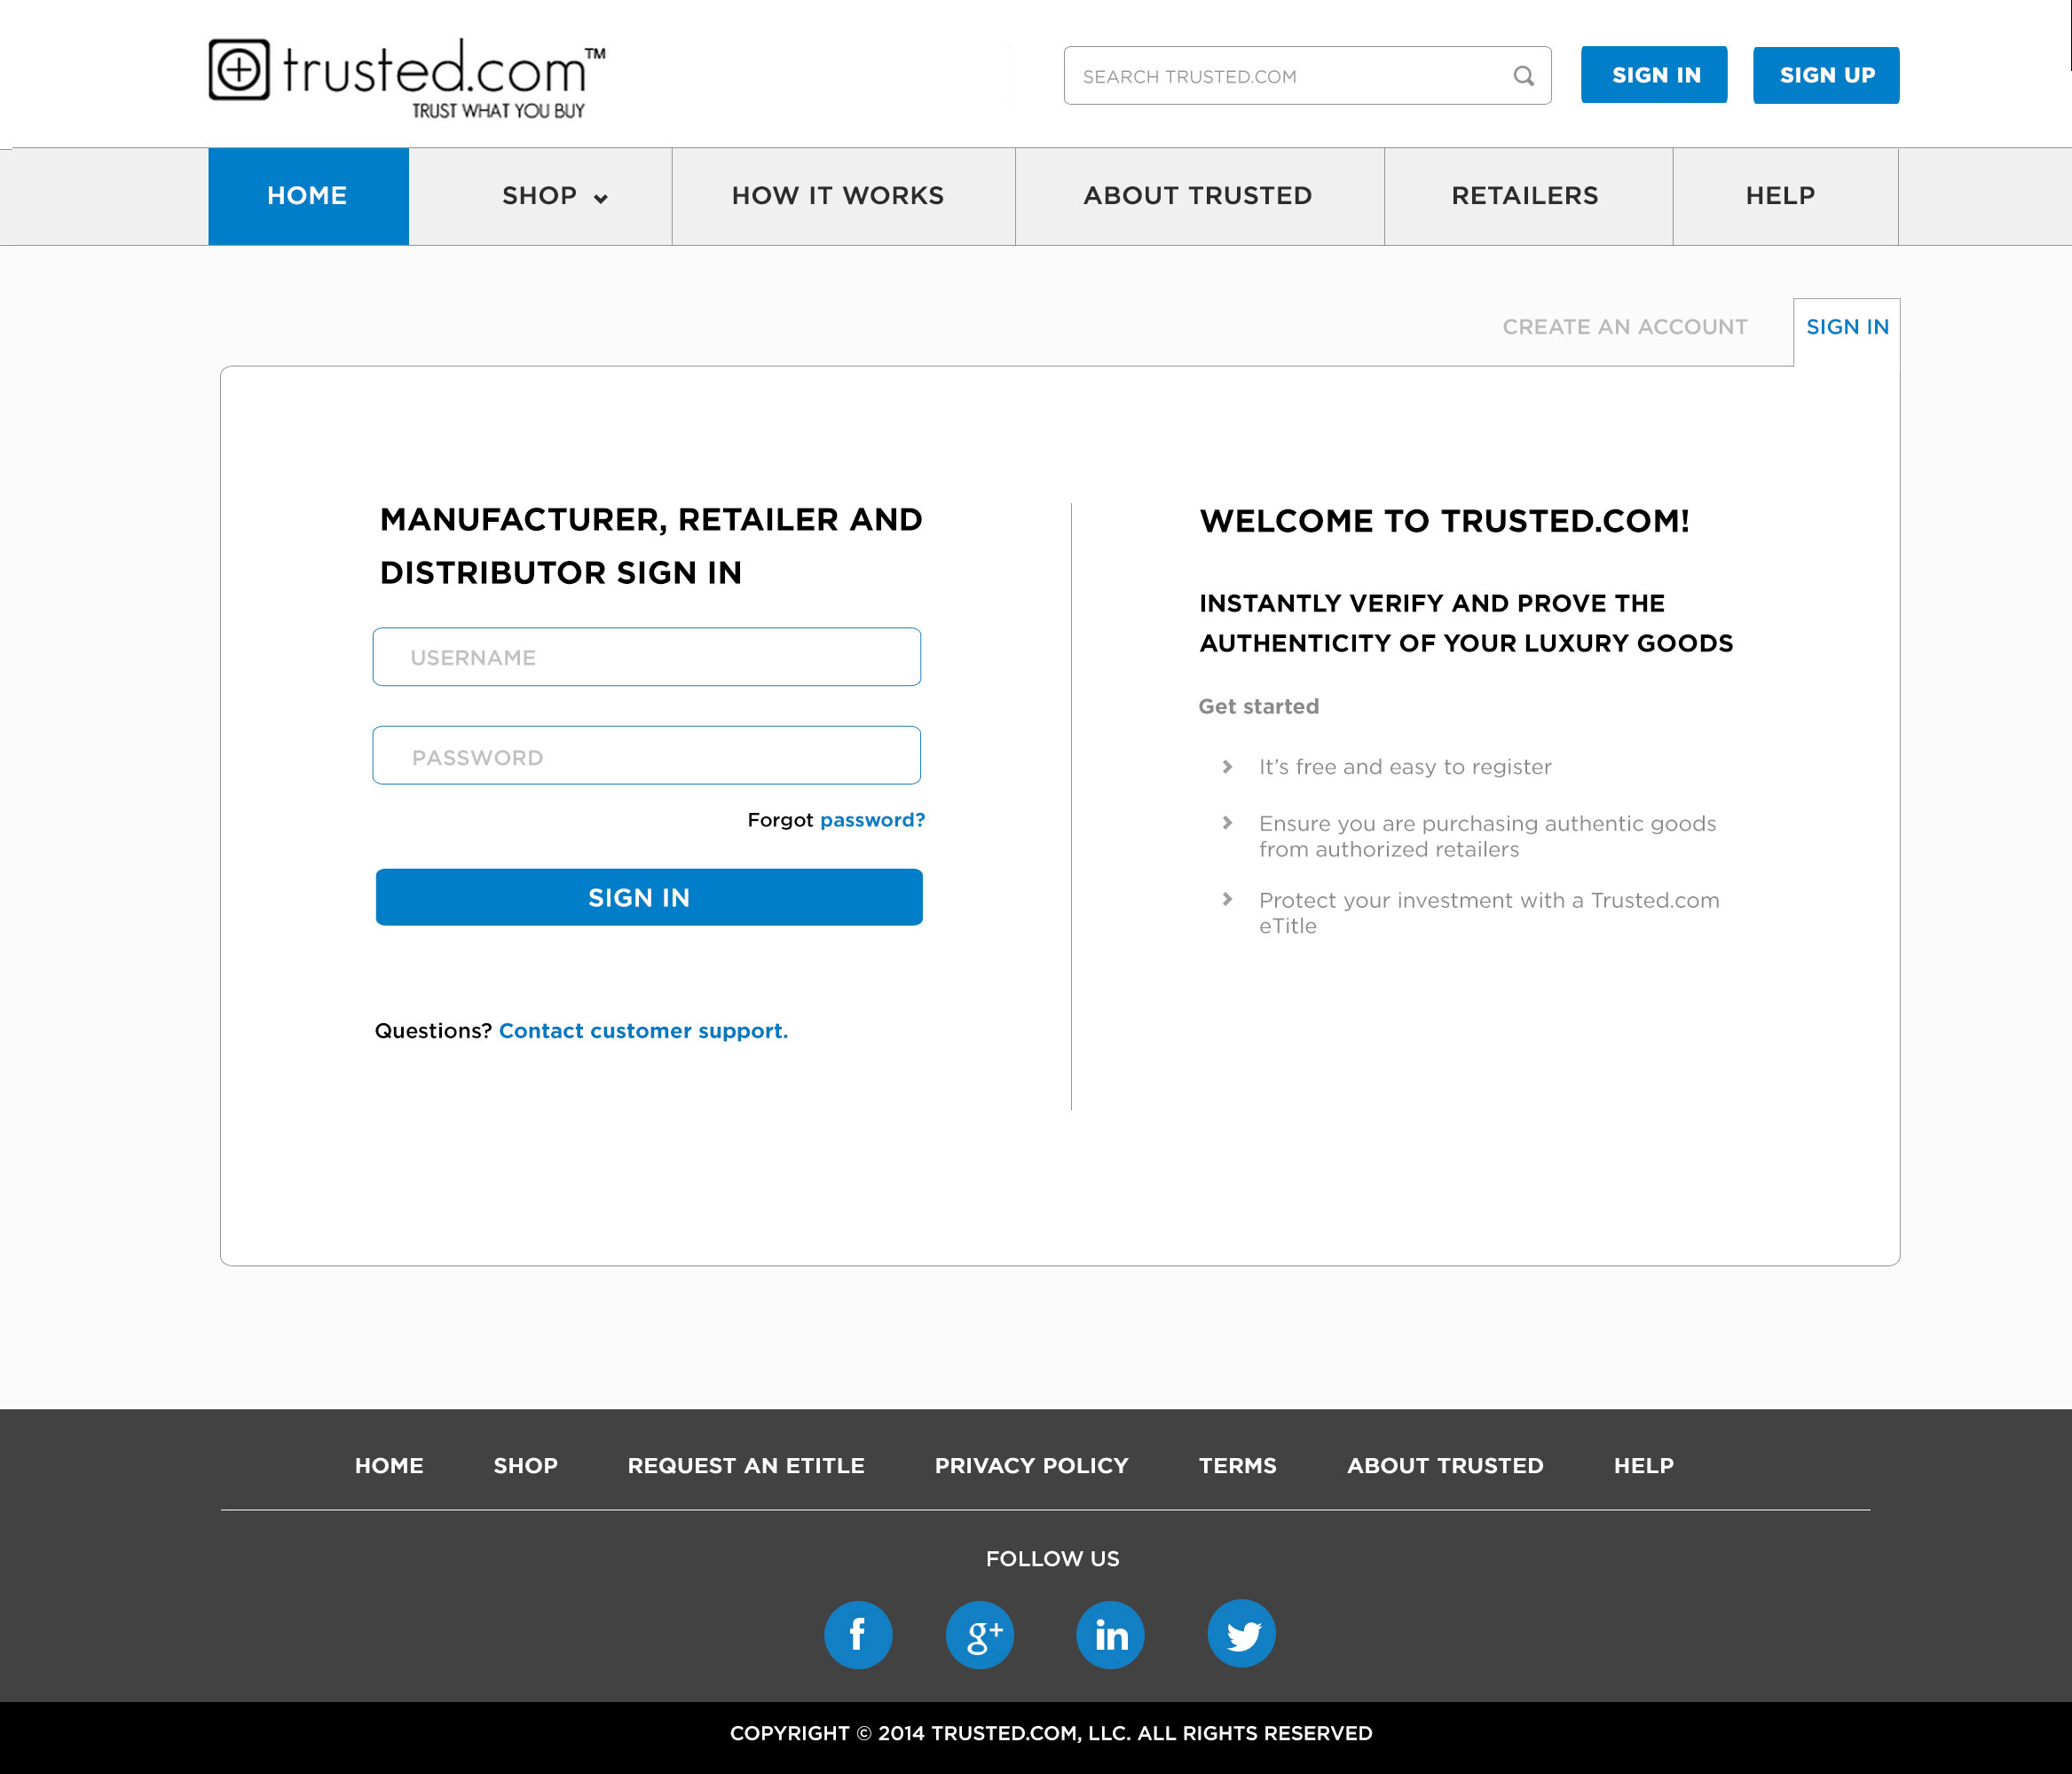 trusted.com™
TRUST WHAT YOU BUY
SEARCH TRUSTED.COM
SIGN IN
SIGN UP
HOME
SHOP
HOW IT WORKS
ABOUT TRUSTED
RETAILERS
HELP
CREATE AN ACCOUNT
SIGN IN
MANUFACTURER, RETAILER AND
DISTRIBUTOR SIGN IN
USERNAME
PASSWORD
Forgot password?
SIGN IN
Questions? Contact customer support.
WELCOME TO TRUSTED.COM!
INSTANTLY VERIFY AND PROVE THE
AUTHENTICITY OF YOUR LUXURY GOODS
Get started
It’s free and easy to register
Ensure you are purchasing authentic goods
from authorized retailers
Protect your investment with a Trusted.com
eTitle
HOME
SHOP
REQUEST AN ETITLE
PRIVACY POLICY
TERMS
ABOUT TRUSTED
HELP
FOLLOW US
f
g+
in
COPYRIGHT © 2014 TRUSTED.COM, LLC. ALL RIGHTS RESERVED